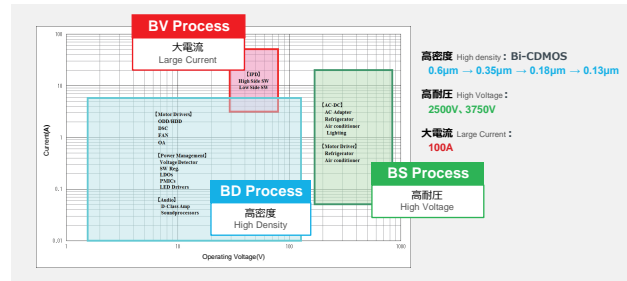 BV Process
大電流
Large Current
100
10
1
0.1
0.01
0.1
10
100
1000
Current(A)
Operating Voltage(V)
【IPD】
High Side SW
Low Side SW
【Motor Drivers】
ODD/HDD
DSC
FAN
OA
【Power Management】
Voltage Detector
SW Reg.
LDOs
PMICs
LED Drivers
【Audio】
D-Class Amp
Soundprocessors
【AC-DC】
AC Adapter
Refrigerator
Air conditioner
Lighting
【Motor Driver】
Refrigerator
Air conditioner
BD Process
高密度
High Density
BS Process
高耐圧
High Voltage
高密度 High density : Bi-CDMOS
0.6μm → 0.35μm → 0.18μm → 0.13μm
高耐圧 High Voltage :
2500V、3750V
大電流 Large Current :
100A